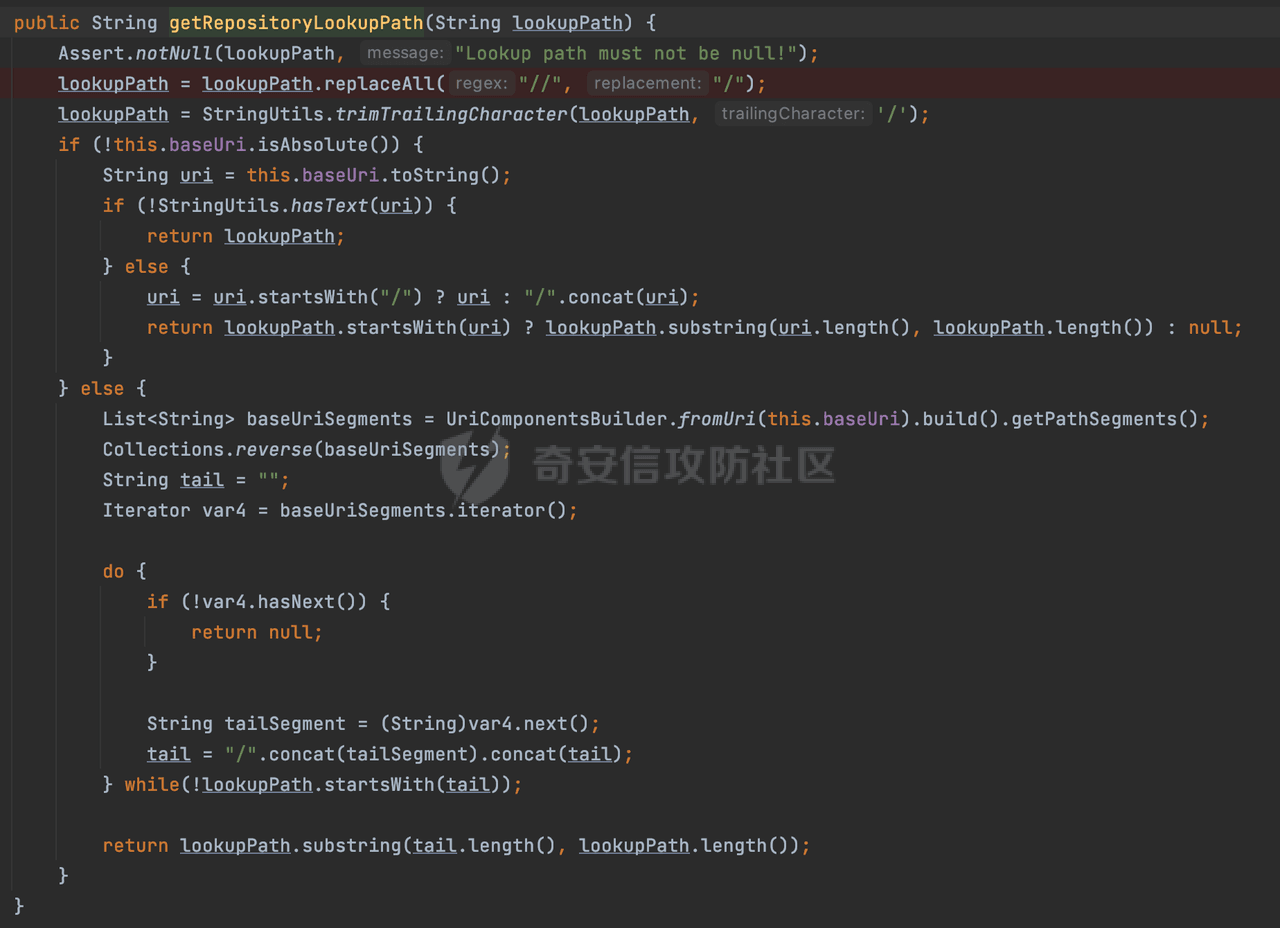 public String getRepositoryLookupPath(String lookupPath) {
    Assert.notNull(lookupPath, message: "Lookup path must not be null!");
    lookupPath = lookupPath.replaceAll( regex: "//", replacement: "/");
    lookupPath = StringUtils.trimTrailingCharacter(lookupPath, trailingCharacter: '/');
    if (!this.baseUri.isAbsolute()) {
        String uri = this.baseUri.toString();
        if (!StringUtils.hasText(uri)) {
            return lookupPath;
        } else {
            uri = uri.startsWith("/") ? uri : "/".concat(uri);
            return lookupPath.startsWith(uri) ? lookupPath.substring(uri.length(), lookupPath.length()) : null;
        }
    } else {
        List<String> baseUriSegments = UriComponentsBuilder.fromUri(this.baseUri).build().getPathSegments();
        Collections.reverse(baseUriSegments);
        奇安信攻防社区
        String tail = "";
        Iterator var4 = baseUriSegments.iterator();
        do {
            if (!var4.hasNext()) {
                return null;
            }
            String tailSegment = (String)var4.next();
            tail = "/".concat(tailSegment).concat(tail);
        } while(!lookupPath.startsWith(tail));
        return lookupPath.substring(tail.length(), lookupPath.length());
    }
}